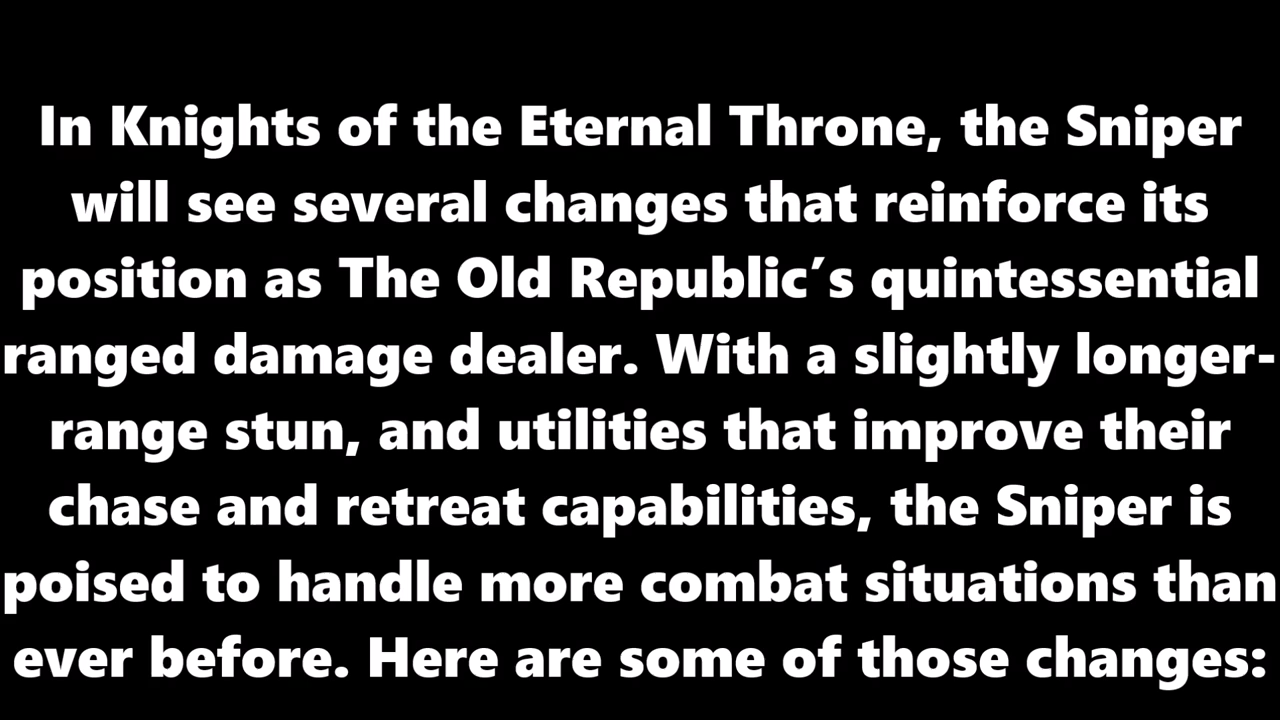 In Knights of the Eternal Throne, the Sniper
will see several changes that reinforce its
position as The Old Republic′s quintessential
ranged damage dealer. With a slightly longer-
range stun, and utilities that improve their
chase and retreat capabilities, the Sniper is
poised to handle more combat situations than
ever before. Here are some of those changes: